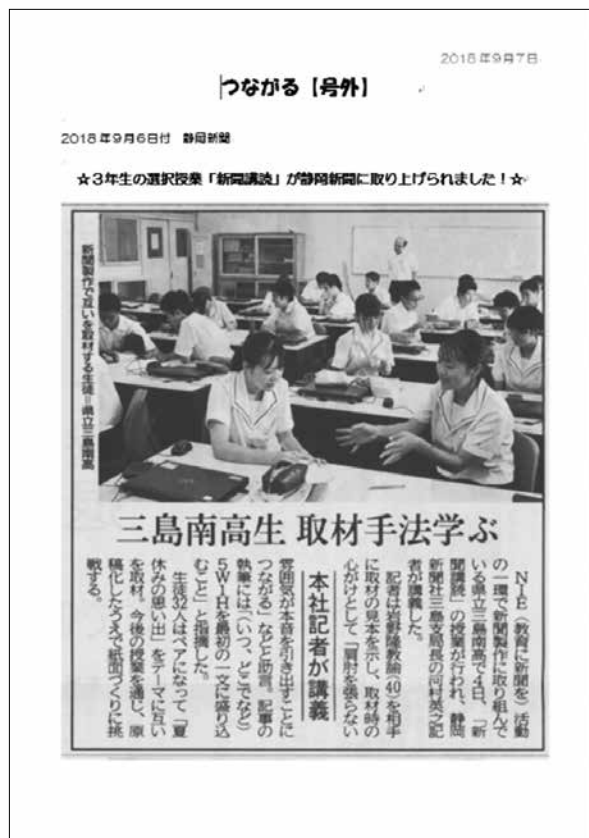 2018年9月7日
つながる【号外】
2018年9月6日付 静岡新聞
☆3年生の選択授業「新聞講読」が静岡新聞に取り上げられました!☆
新聞製作で互いを取材する生徒=県立三島南高
三島南高生 取材手法学ぶ
本社記者が講義
NIE(教育に新聞を)活動
の一環で新聞製作に取り組んで
いる県立三島南高で4日、「新
聞講読」の授業が行われ、静岡
新聞社三島支局長の河村英之記
者が講義した。
記者は岩野隆教諭(40)を相手
に取材の見本を示し、取材時の
心がけとして「肩肘を張らない
雰囲気が本音を引き出すことに
つながる」などと助言。記事の
執筆には「(いつ、どこでなど)
5W1Hを最初の一文に盛り込
むこと」と指摘した。
生徒32人はペアになって「夏
休みの思い出」をテーマに互い
を取材。今後の授業を通じ、原
稿化したうえで紙面づくりに挑
戦する。